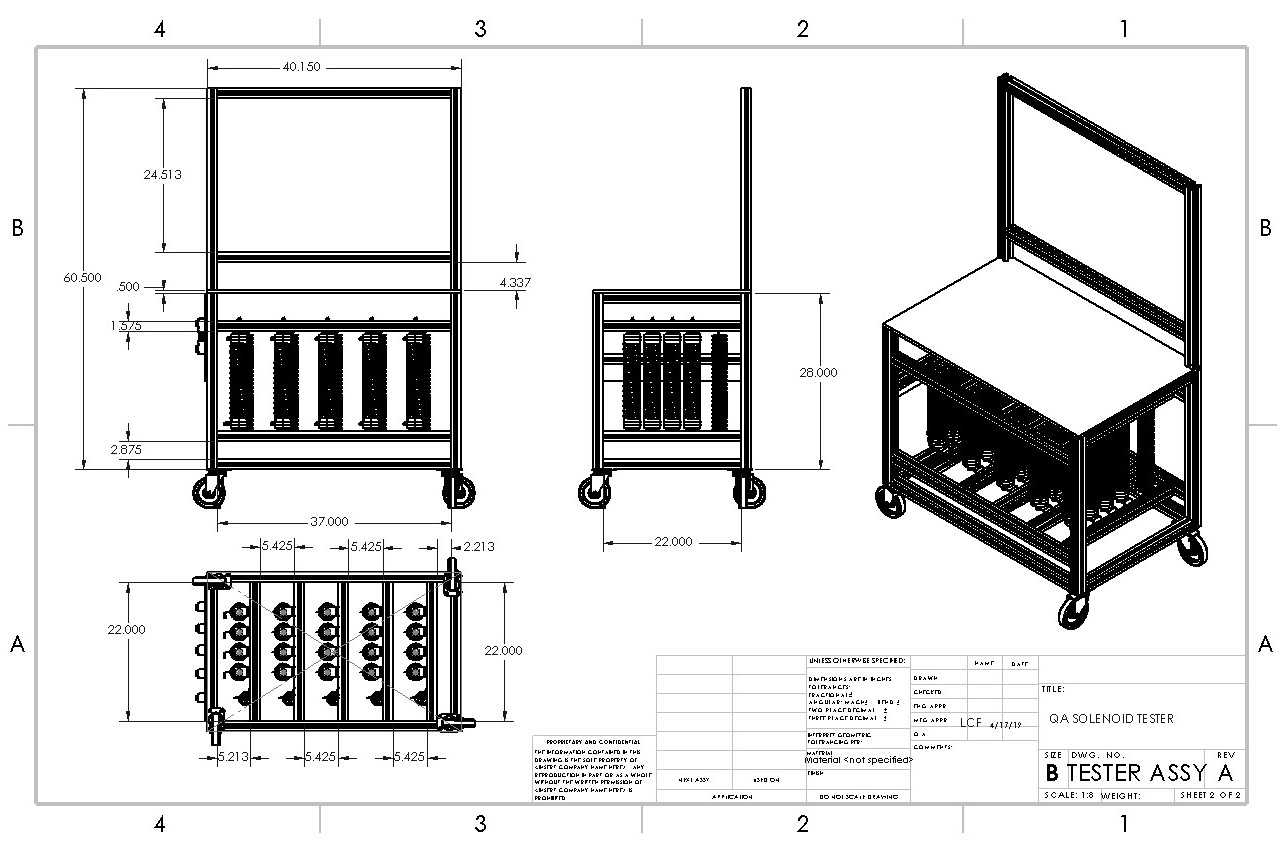 4 3 2 1
40.150
24.513
B B
60.500
.500
4.337
1.575
28.000
2.875
37.000
22.000
5.425 5.425 2.213
22.000 22.000
A A
5.213 5.425 5.425
UNLESS OTHERWISE SPECIFIED:
NAME DATE
DIMENSIONS ARE IN INCHES
TOLERANCES:
FRACTIONAL ±
ANGULAR: MACH ± BEND ±
TWO PLACE DECIMAL ±
THREE PLACE DECIMAL ±
DRAWN
CHECKED
ENG APPR.
MFG APPR. LCF 4/17/19
TITLE:
QA SOLENOID TESTER
INTERPRET GEOMETRIC
TOLERANCING PER:
Q.A.
COMMENTS:
MATERIAL
Material <not specified>
FINISH
PROPRIETARY AND CONFIDENTIAL
THE INFORMATION CONTAINED IN THIS
DRAWING IS THE SOLE PROPERTY OF
<INSERT COMPANY NAME HERE>. ANY
REPRODUCTION IN PART OR AS A WHOLE
WITHOUT THE WRITTEN PERMISSION OF
<INSERT COMPANY NAME HERE> IS
PROHIBITED.
NEXT ASSY USED ON
APPLICATION
DO NOT SCALE DRAWING
SIZE DWG. NO. REV
B TESTER ASSY A
SCALE: 1:8 WEIGHT: SHEET 2 OF 2
4 3 2 1